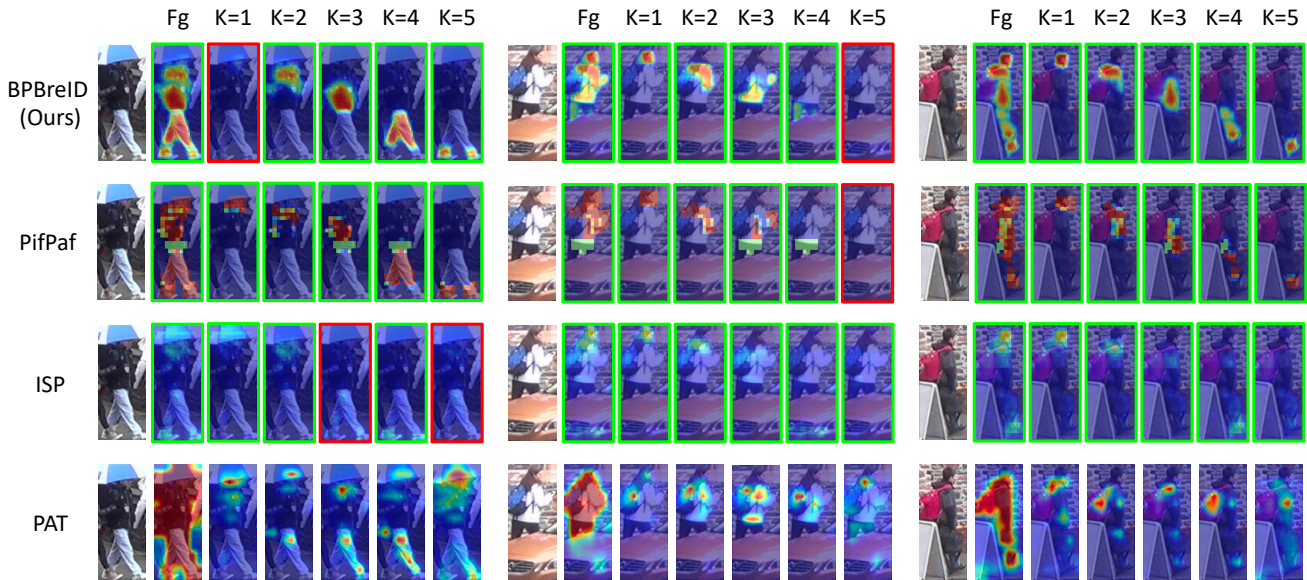 Fg K=1 K=2 K=3 K=4 K=5 Fg K=1 K=2 K=3 K=4 K=5 Fg K=1 K=2 K=3 K=4 K=5
BPBreID
(Ours)
PifPaf
ISP
PAT